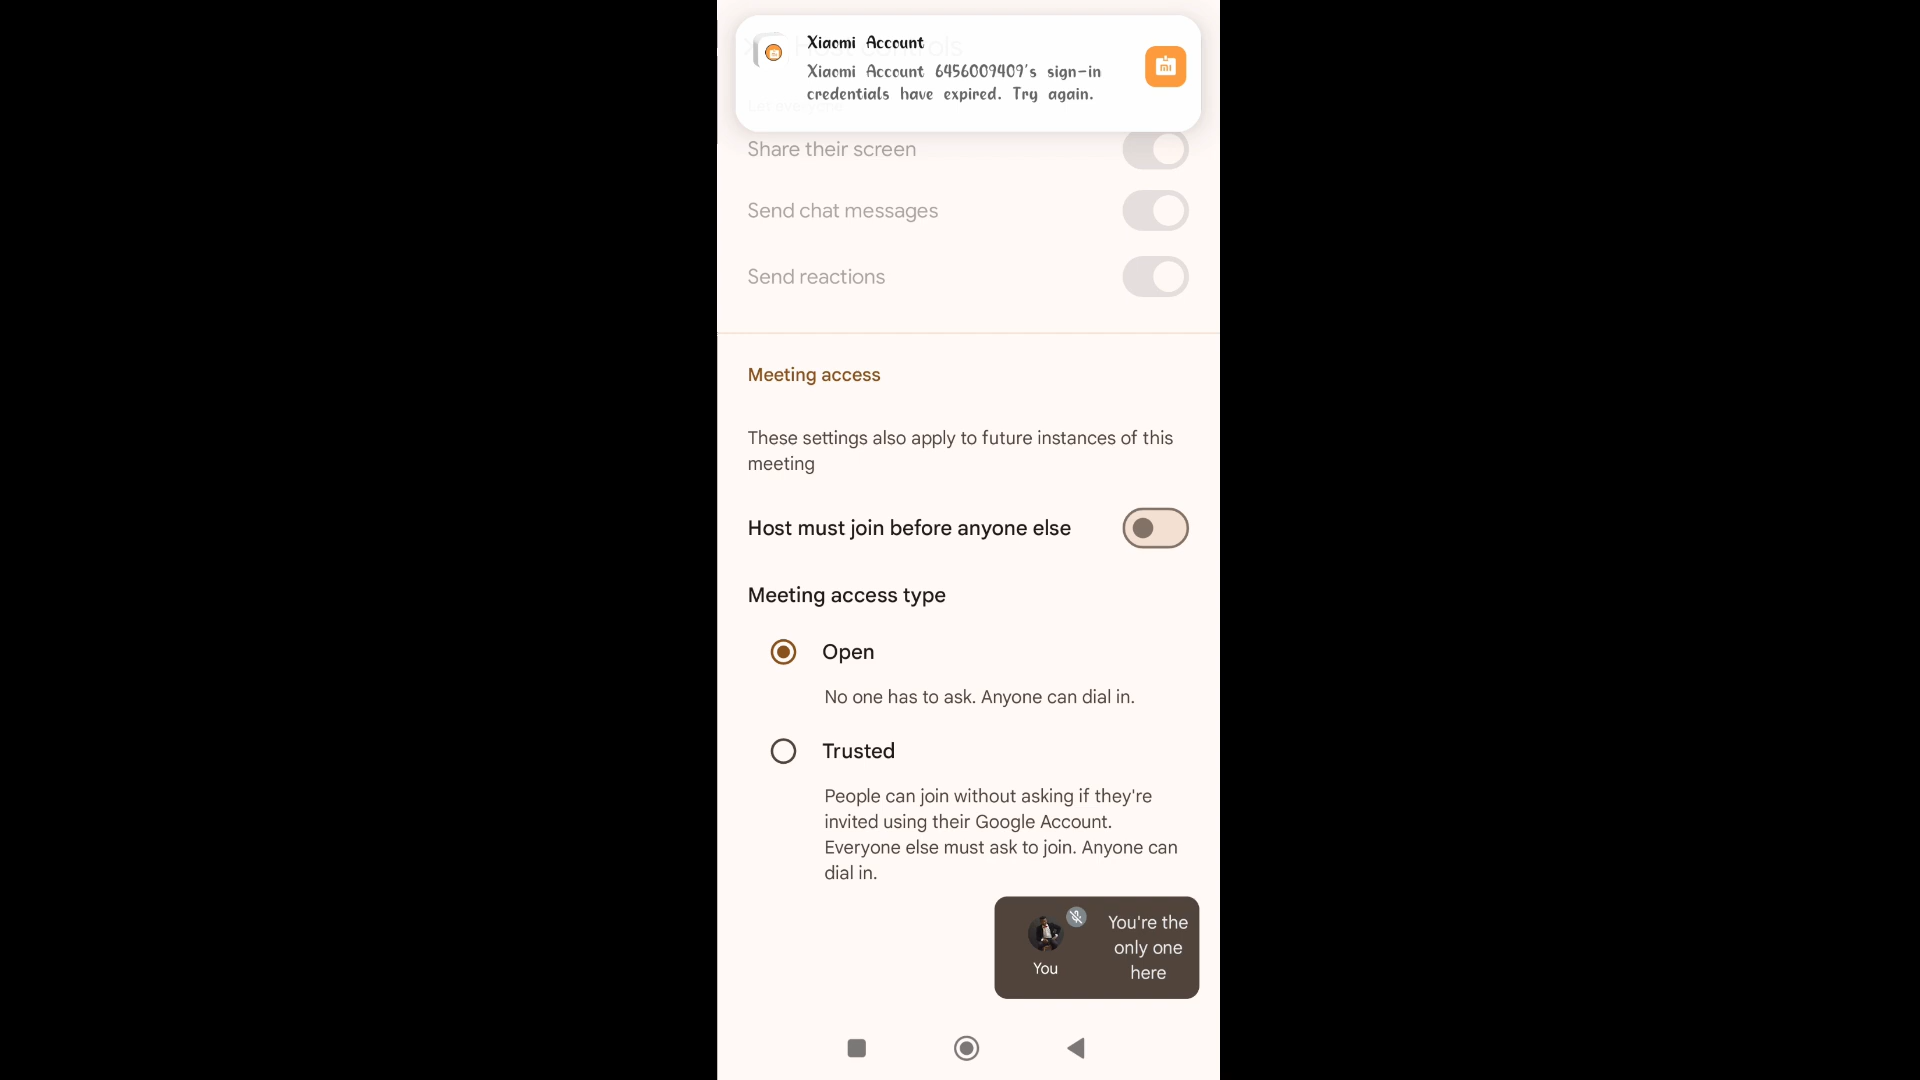 Xiaomi Account
Xiaomi Account 6456009409's sign-in
credentials have expired. Try again.
Share their screen
Send chat messages
Send reactions
Meeting access
These settings also apply to future instances of this
meeting
Host must join before anyone else
Meeting access type
Open
No one has to ask. Anyone can dial in.
Trusted
People can join without asking if they're
invited using their Google Account.
Everyone else must ask to join. Anyone can
dial in.
You're the
only one
here
You